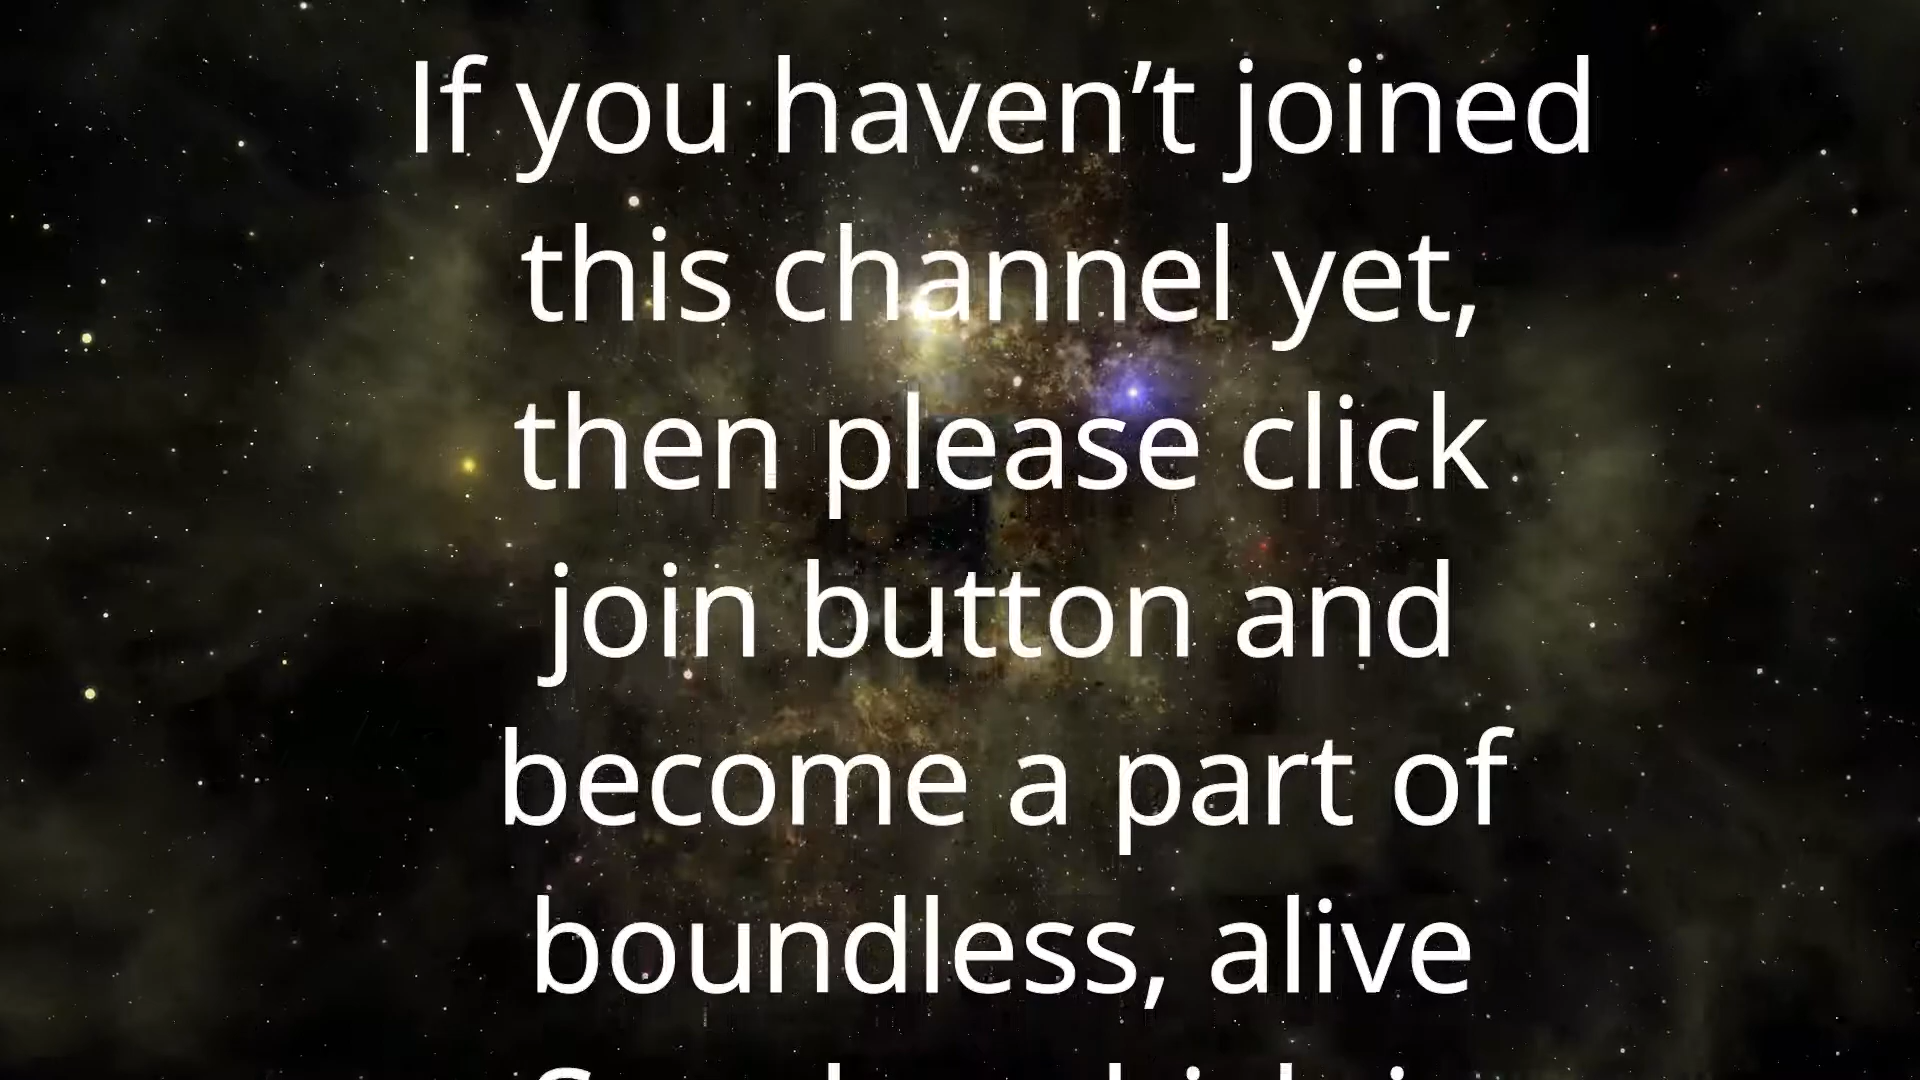 If you haven’t joined
this channel yet,
then please click
join button and
become a part of
boundless, alive